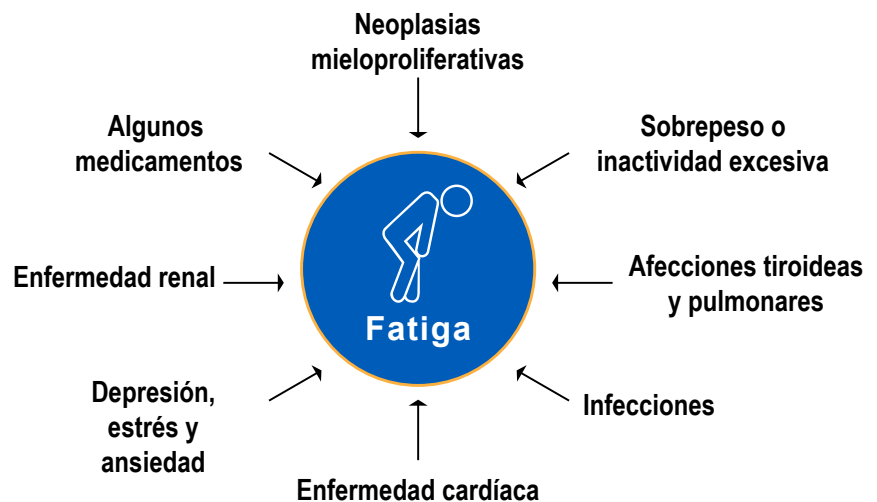 Neoplasias
mieloproliferativas
Algunos
medicamentos
Sobrepeso o
inactividad excesiva
Enfermedad renal
Afecciones tiroideas
y pulmonares
Fatiga
Depresión,
estrés y
ansiedad
Infecciones
Enfermedad cardíaca